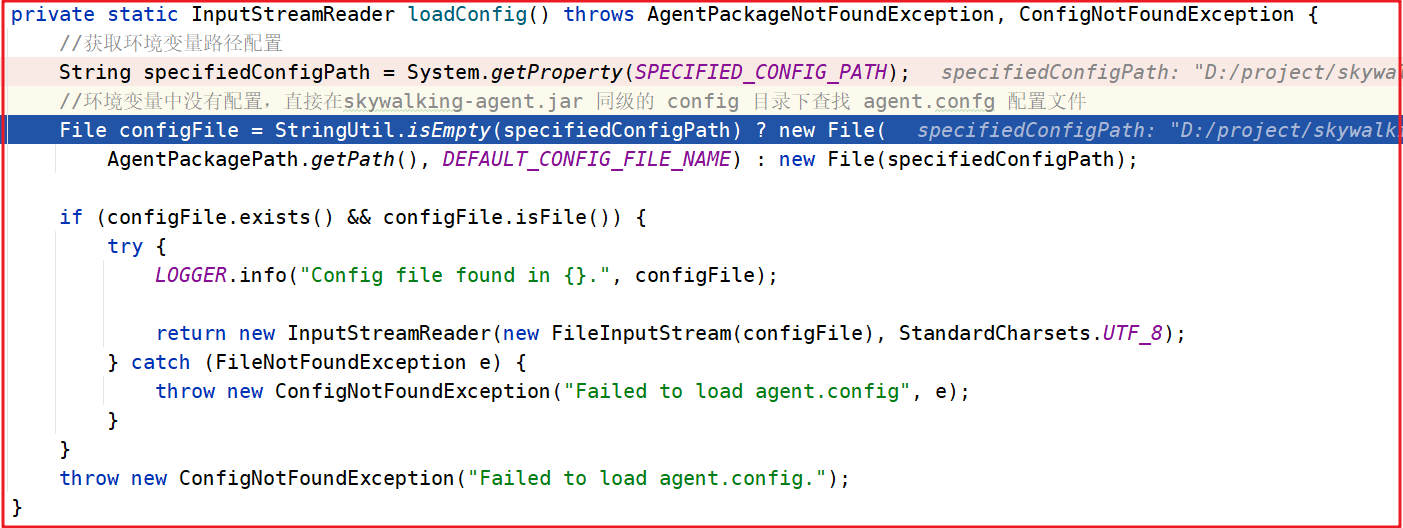 private static InputStreamReader loadConfig() throws AgentPackageNotFoundException, ConfigNotFoundException {
//获取环境变量路径配置
String specifiedConfigPath = System.getProperty(SPECIFIED_CONFIG_PATH); specifiedConfigPath: "D:/project/skywal
//环境变量中没有配置，直接在skywalking-agent.jar 同级的 config 目录下查找 agent.confg 配置文件
File configFile = StringUtil.isEmpty(specifiedConfigPath) ? new File( specifiedConfigPath: "D:/project/skywalki
AgentPackagePath.getPath(), DEFAULT_CONFIG_FILE_NAME) : new File(specifiedConfigPath);
if (configFile.exists() && configFile.isFile()) {
try {
LOGGER.info("Config file found in {}.", configFile);
return new InputStreamReader(new FileInputStream(configFile), StandardCharsets.UTF_8);
} catch (FileNotFoundException e) {
throw new ConfigNotFoundException("Failed to load agent.config", e);
}
}
throw new ConfigNotFoundException("Failed to load agent.config.");
}